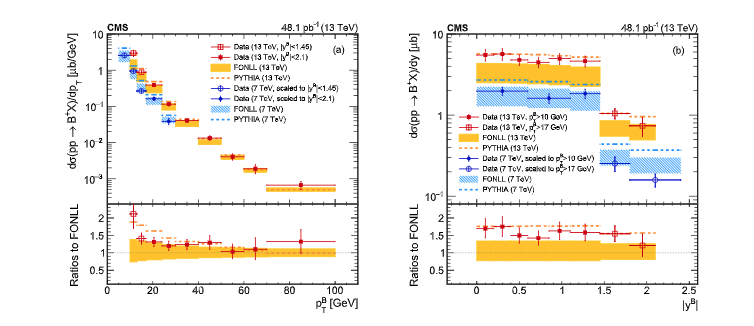 CMS
48.1 pb⁻¹ (13 TeV)
dσ(pp → B⁺X)/dp_T [μb/GeV]
10
1
10⁻¹
10⁻²
10⁻³
(a)
Data (13 TeV, |y^B|<1.45)
Data (13 TeV, |y^B|<2.1)
FONLL (13 TeV)
PYTHIA (13 TeV)
Data (7 TeV, scaled to |y^B|<1.45)
Data (7 TeV, scaled to |y^B|<2.1)
FONLL (7 TeV)
PYTHIA (7 TeV)
Ratios to FONLL
2
1.5
1
0.5
0 20 40 60 80 100
p_T^B [GeV]
CMS
48.1 pb⁻¹ (13 TeV)
dσ(pp → B⁺X)/dy [μb]
10
1
10⁻¹
(b)
Data (13 TeV, p_T^B>10 GeV)
Data (13 TeV, p_T^B>17 GeV)
FONLL (13 TeV)
PYTHIA (13 TeV)
Data (7 TeV, scaled to p_T^B>10 GeV)
Data (7 TeV, scaled to p_T^B>17 GeV)
FONLL (7 TeV)
PYTHIA (7 TeV)
Ratios to FONLL
2
1.5
1
0.5
0 0.5 1 1.5 2 2.5
|y^B|